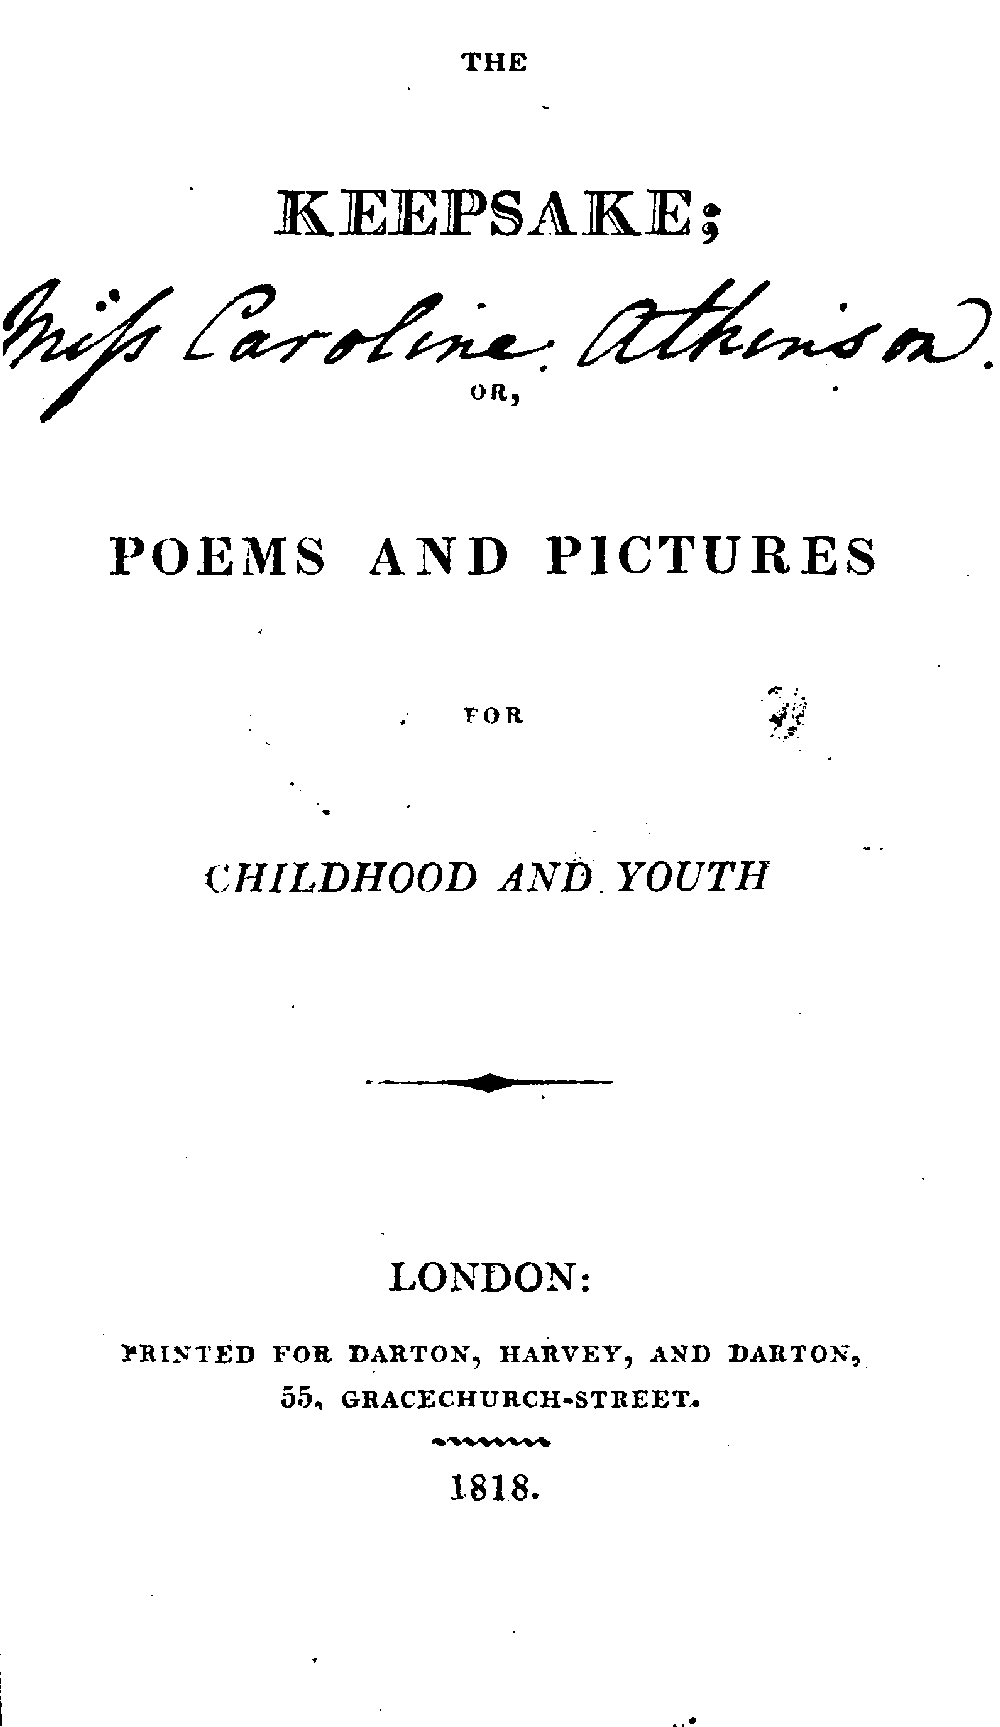 THE
KEEPSAKE;
Miſs Caroline Atkinson.
OR,
POEMS AND PICTURES
FOR
CHILDHOOD AND YOUTH
LONDON:
PRINTED FOR DARTON, HARVEY, AND DARTON,
55, GRACECHURCH-STREET.
1818.